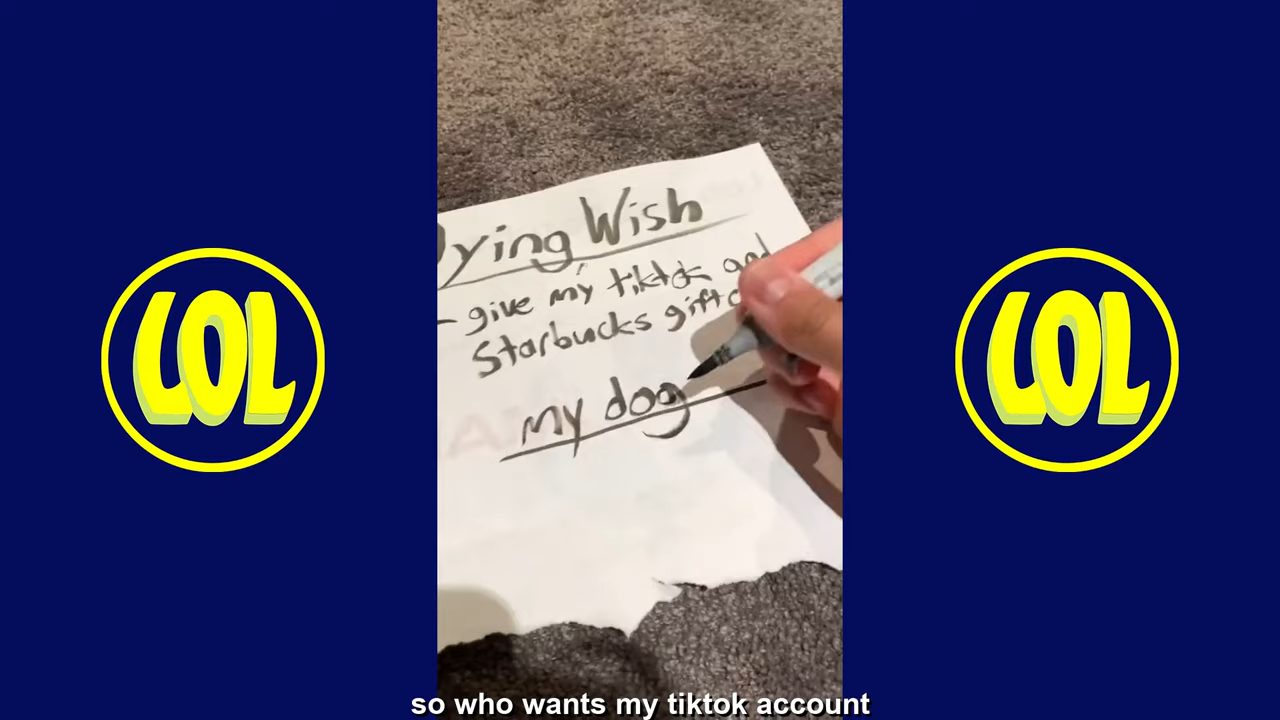 Dying Wish
- give my tiktok and
Starbucks gift
my dog
LOL
LOL
so who wants my tiktok account